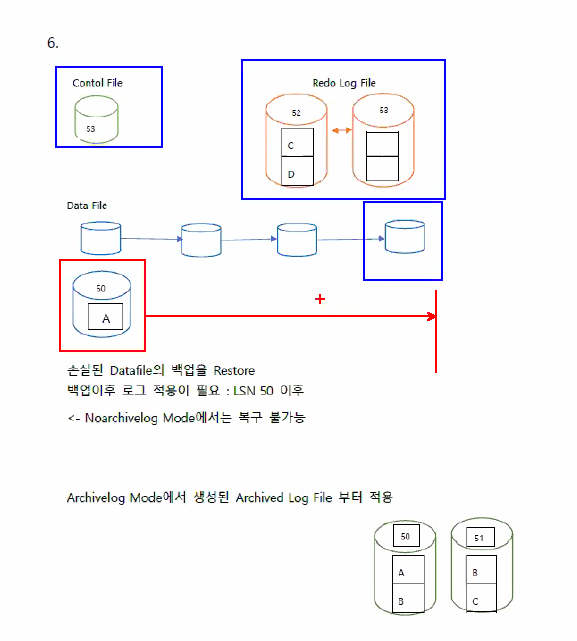 6.
Contol File
53
Redo Log File
52
C
D
53
Data File
50
A
+
손실된 Datafile의 백업을 Restore
백업이후 로그 적용이 필요 : LSN 50 이후
<- Noarchivelog Mode에서는 복구 불가능
Archivelog Mode에서 생성된 Archived Log File 부터 적용
50
A
B
51
B
C